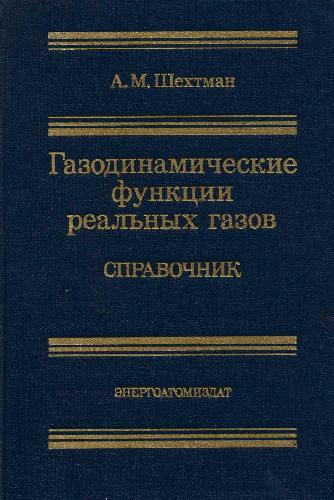 А. М. Шехтман
Газодинамические
функции
реальных газов
СПРАВОЧНИК
ЭНЕРГОАТОМИЗДАТ